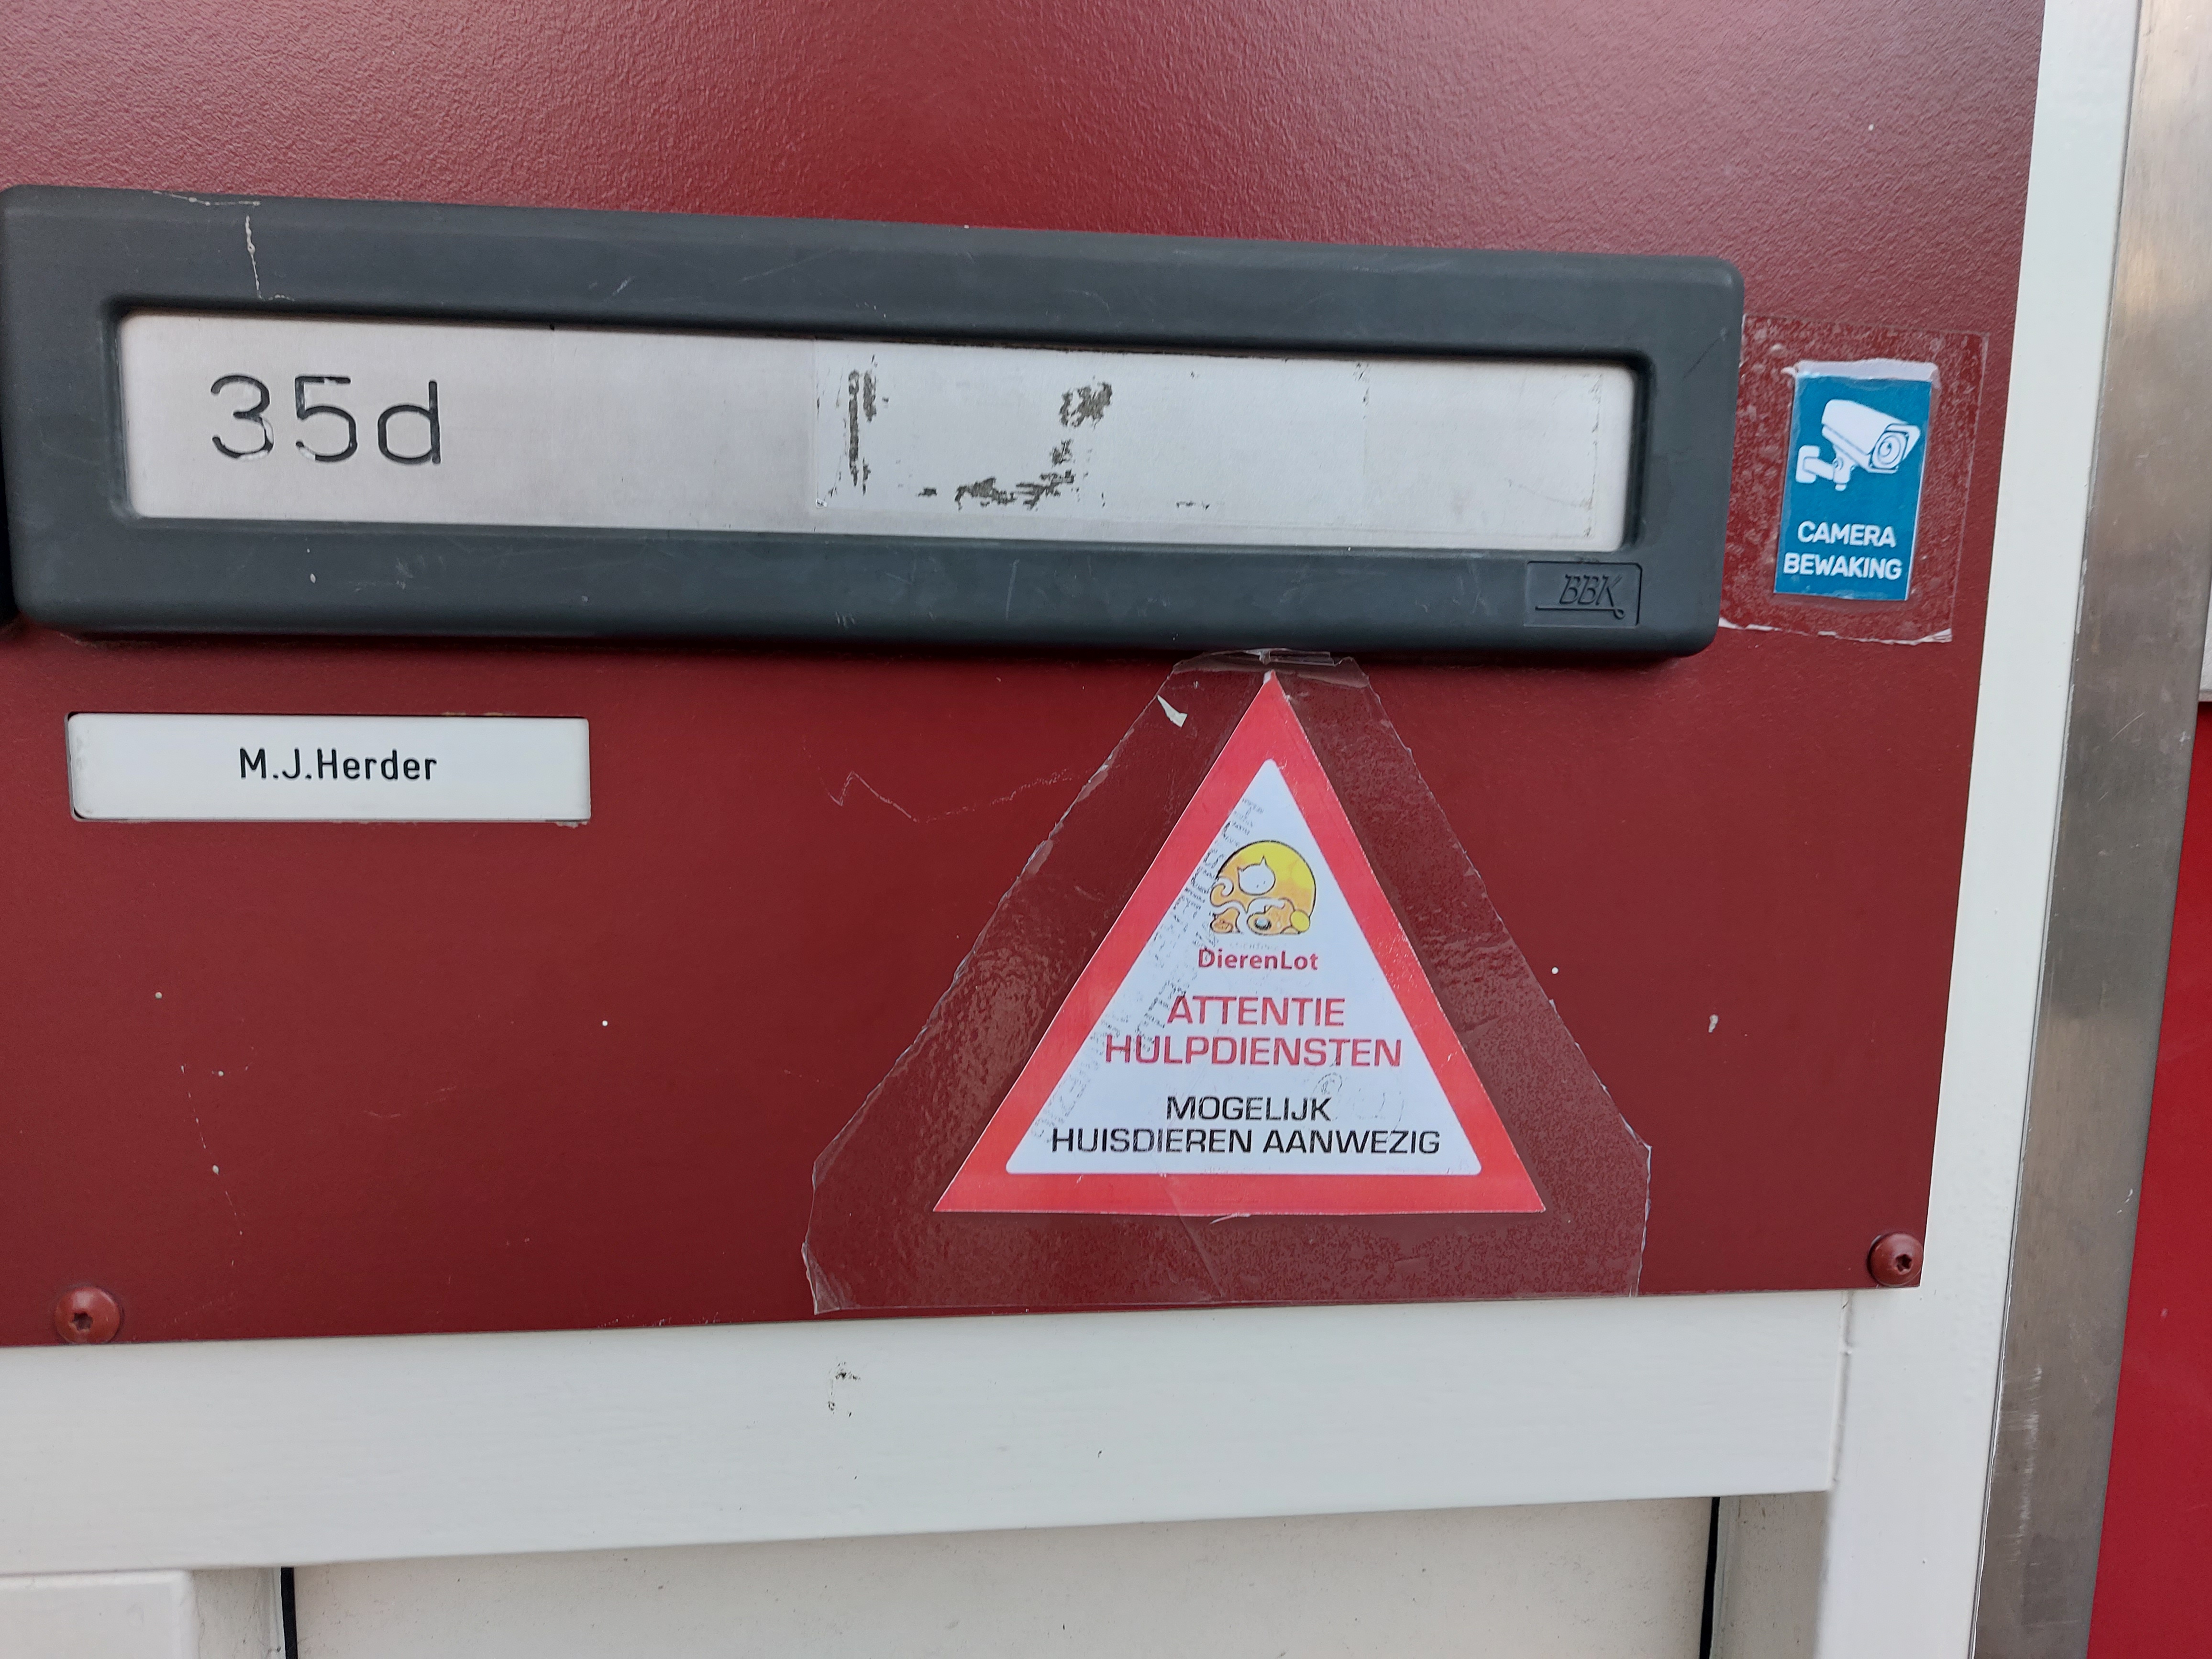 35d
BBK
CAMERA
BEWAKING
M.J.Herder
DierenLot
ATTENTIE
HULPDIENSTEN
MOGELIJK
HUISDIEREN AANWEZIG